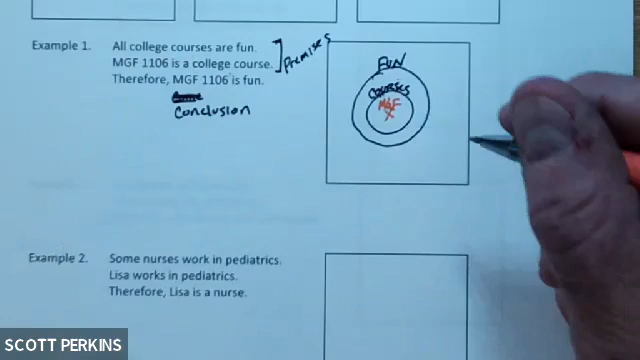 Example 1. All college courses are fun.
MGF 1106 is a college course.
Therefore, MGF 1106 is fun.
Premises
Conclusion
FUN
COURSES
MGF
X
Example 2. Some nurses work in pediatrics.
Lisa works in pediatrics.
Therefore, Lisa is a nurse.
SCOTT PERKINS